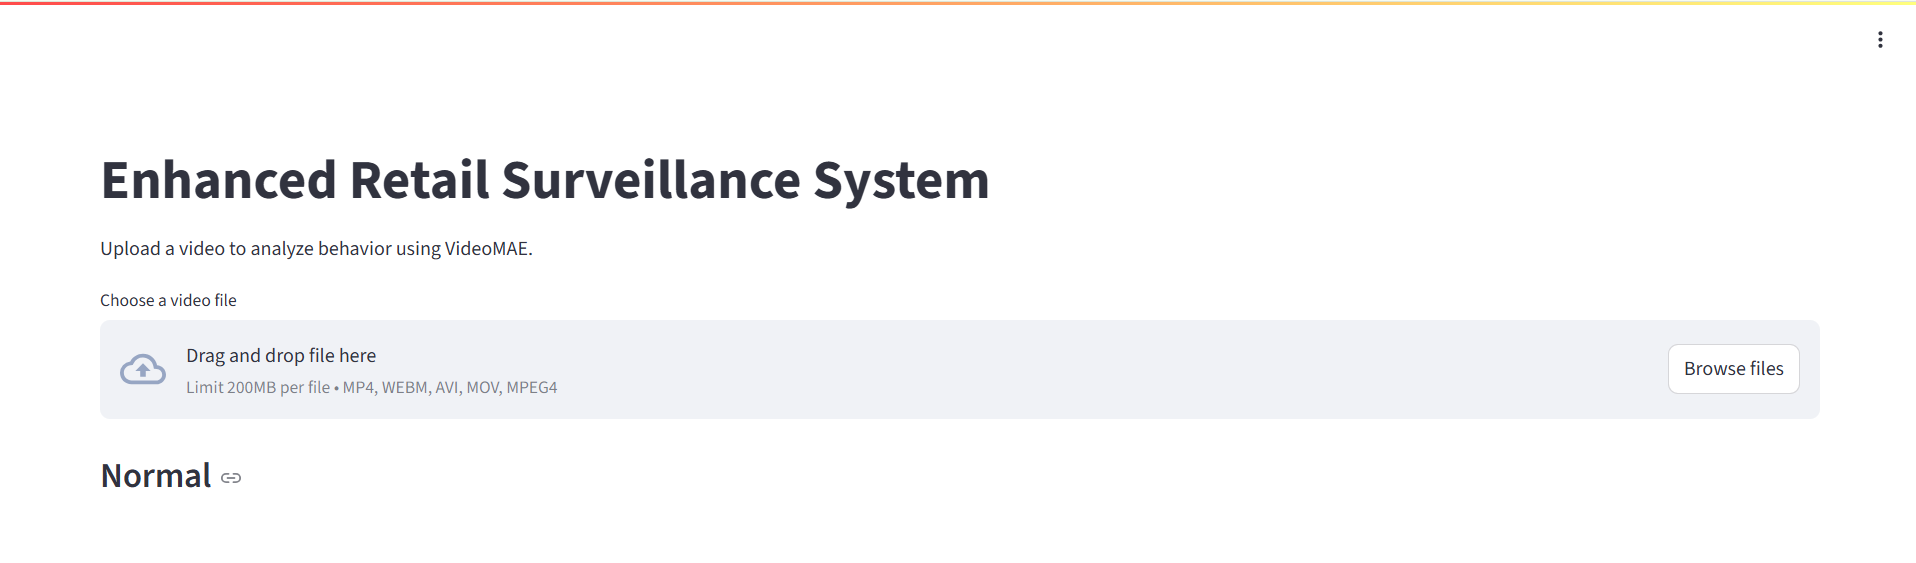 Enhanced Retail Surveillance System
Upload a video to analyze behavior using VideoMAE.
Choose a video file
Drag and drop file here
Limit 200MB per file • MP4, WEBM, AVI, MOV, MPEG4
Browse files
Normal